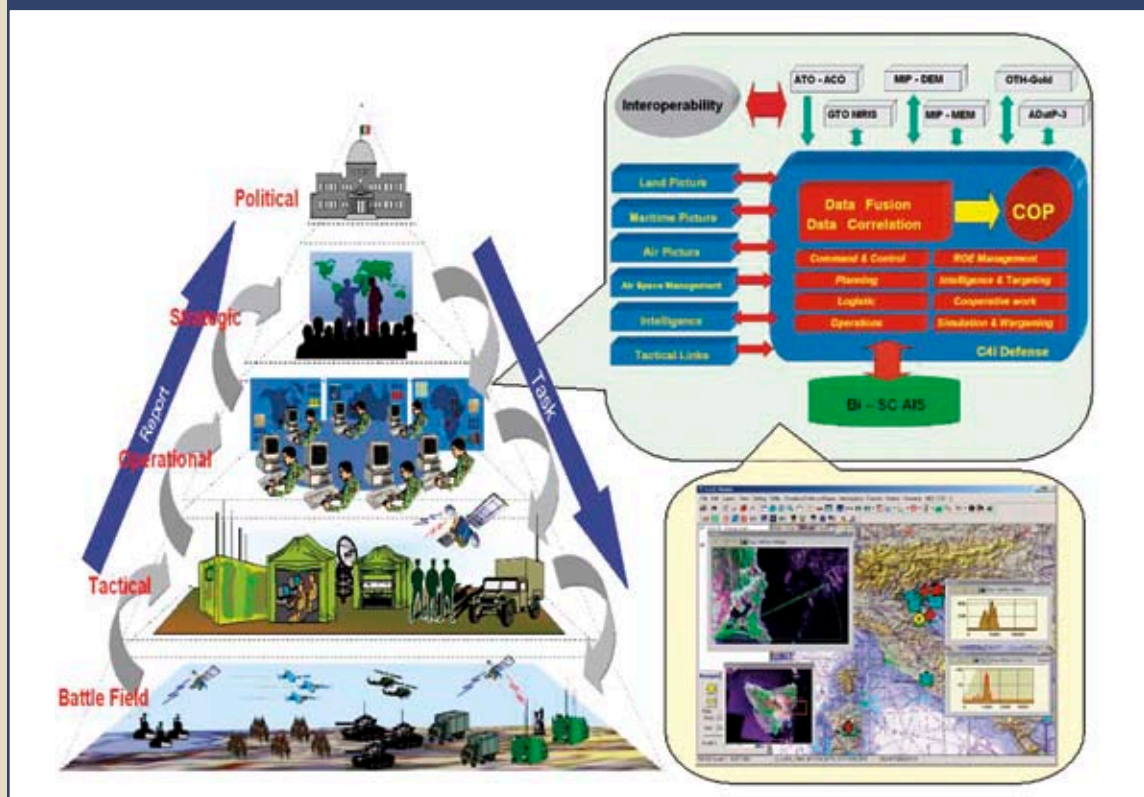 Political
Strategic
Operational
Tactical
Battle Field
Report
Task
Interoperability
ATO - ACO
MIP - DEM
OTH-Gold
GTO MIRIS
MIP - MEM
ADatP-3
Land Picture
Maritime Picture
Air Picture
Air Space Management
Intelligence
Tactical Links
Data Fusion
Data Correlation
COP
Command & Control
ROE Management
Planning
Intelligence & Targeting
Logistic
Cooperative work
Operations
Simulation & Wargaming
C4i Defense
Bi - SC AIS